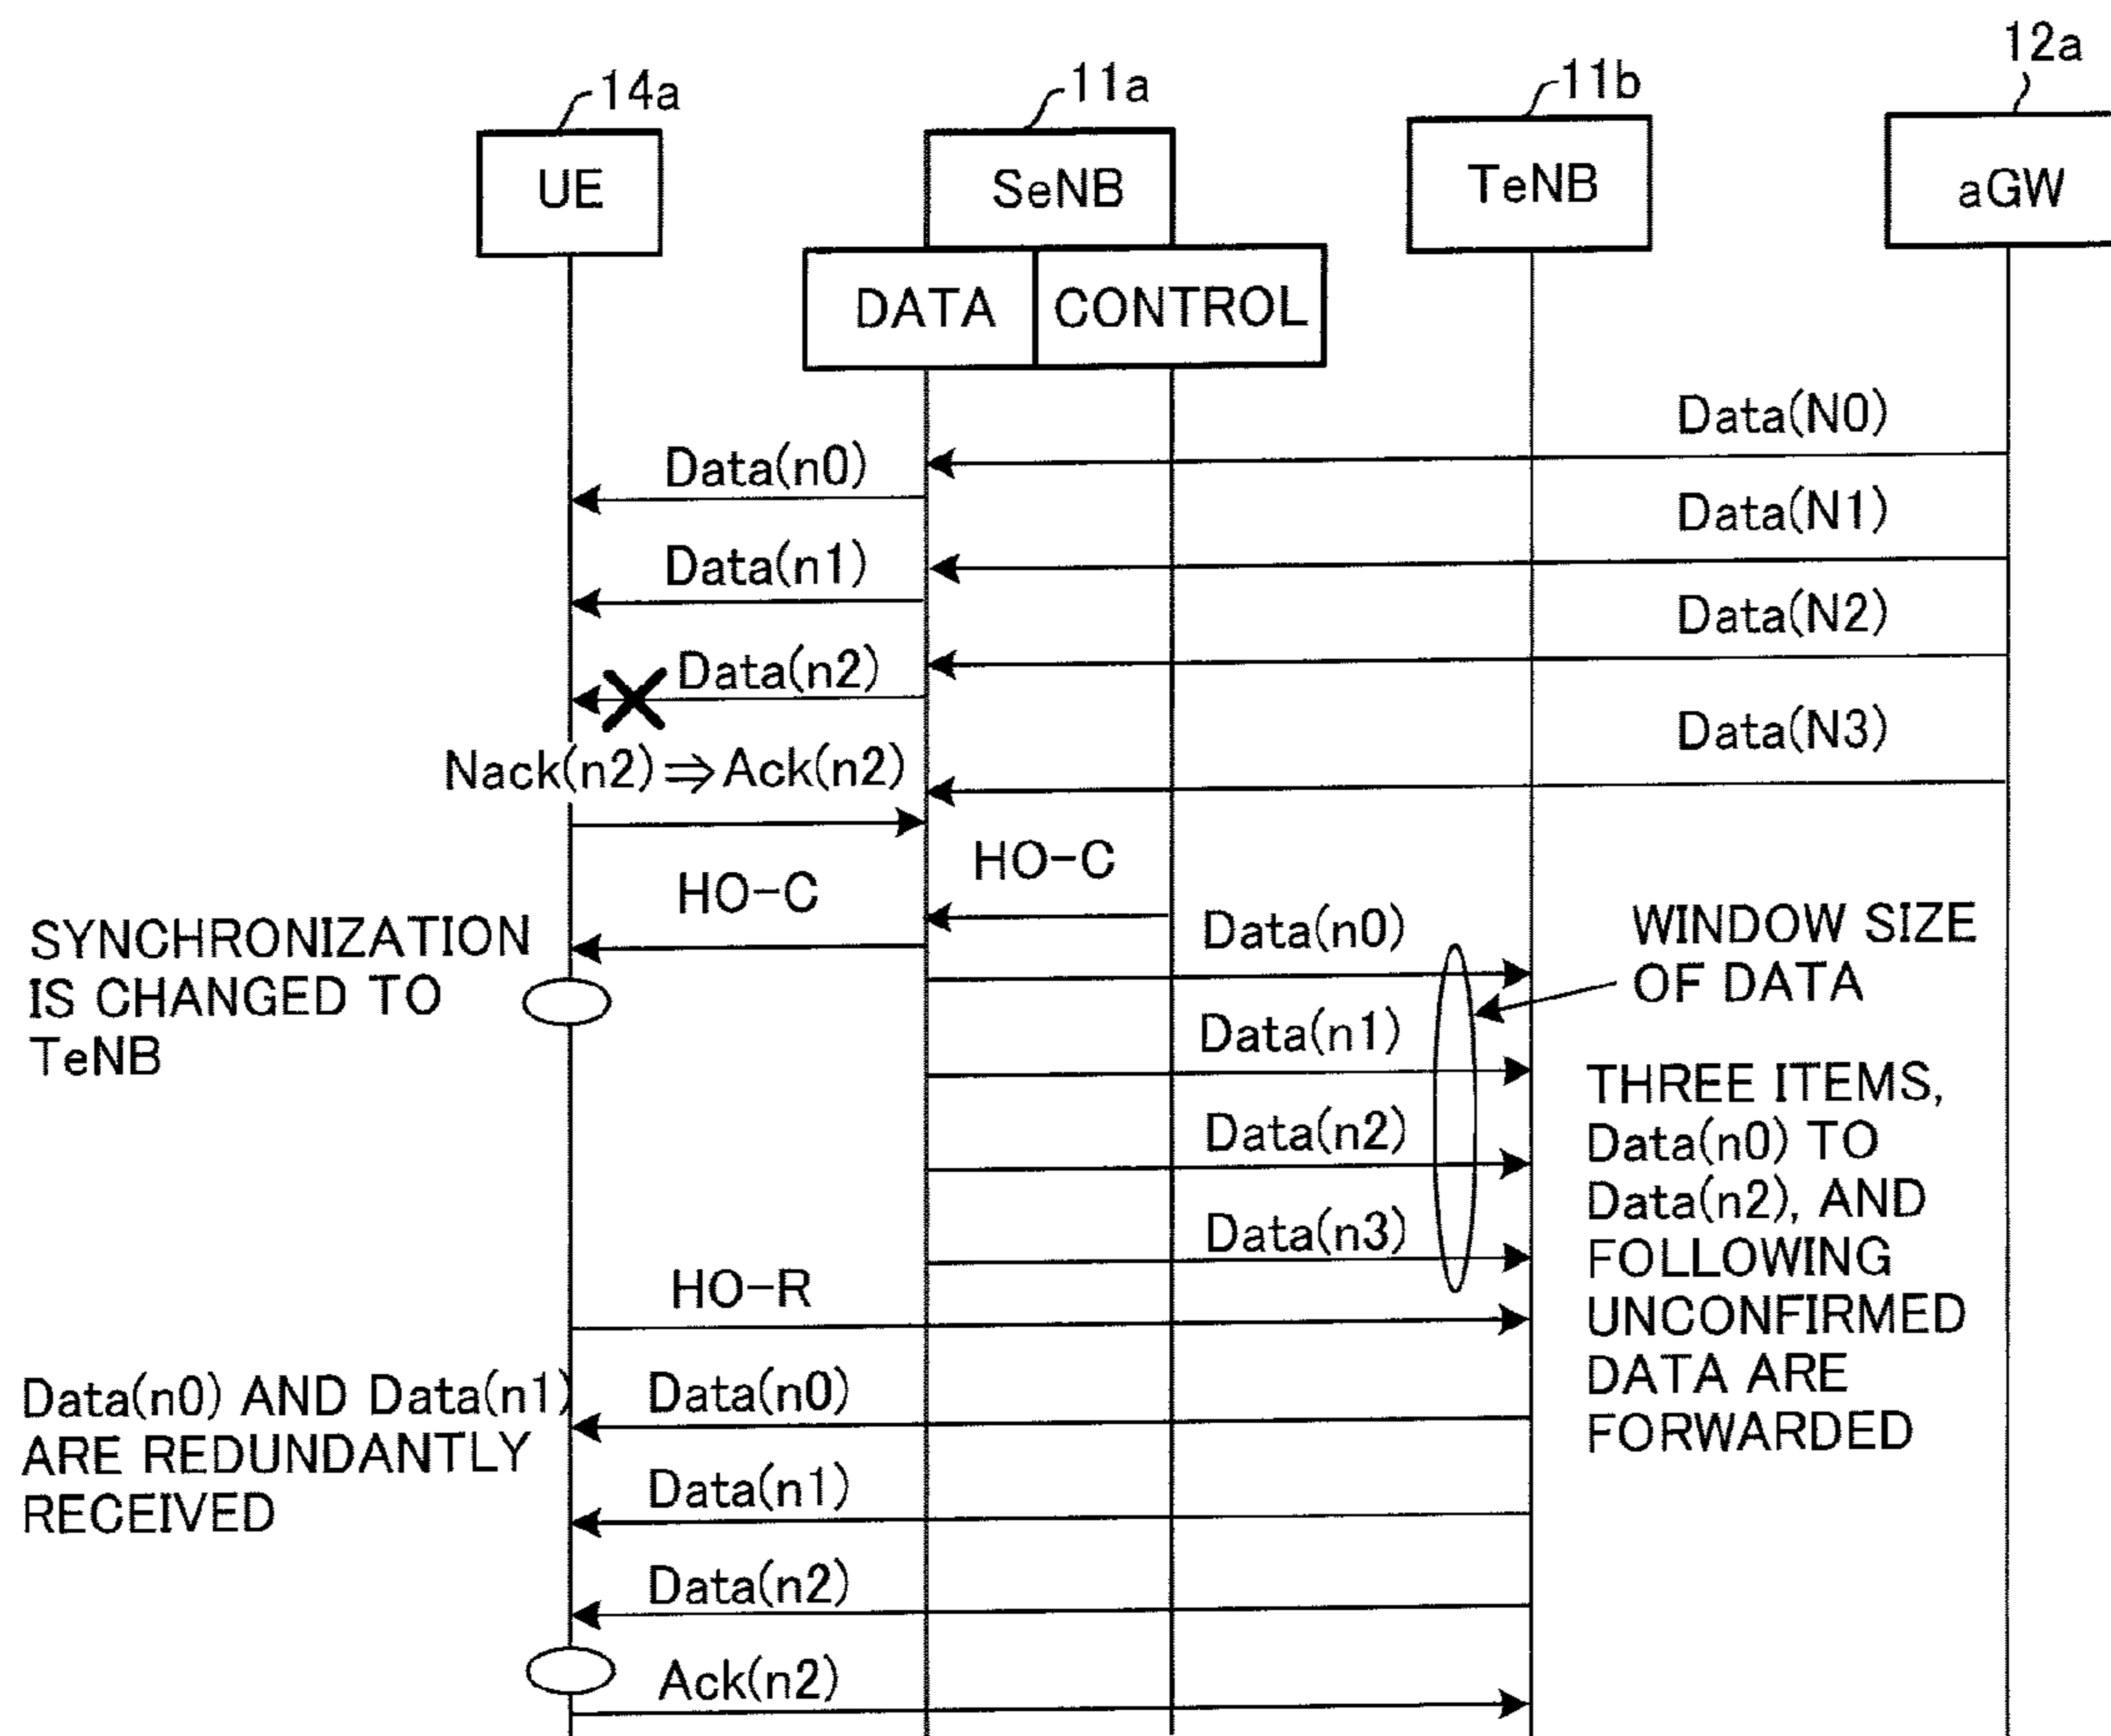 14a
11a
11b
12a
UE
SeNB
TeNB
aGW
DATA
CONTROL
Data(N0)
Data(n0)
Data(N1)
Data(n1)
Data(N2)
Data(n2)
Data(N3)
Nack(n2)⇒Ack(n2)
HO-C
HO-C
SYNCHRONIZATION
IS CHANGED TO
TeNB
Data(n0)
WINDOW SIZE
OF DATA
Data(n1)
Data(n2)
Data(n3)
THREE ITEMS,
Data(n0) TO
Data(n2), AND
FOLLOWING
UNCONFIRMED
DATA ARE
FORWARDED
HO-R
Data(n0) AND Data(n1)
ARE REDUNDANTLY
RECEIVED
Data(n0)
Data(n1)
Data(n2)
Ack(n2)